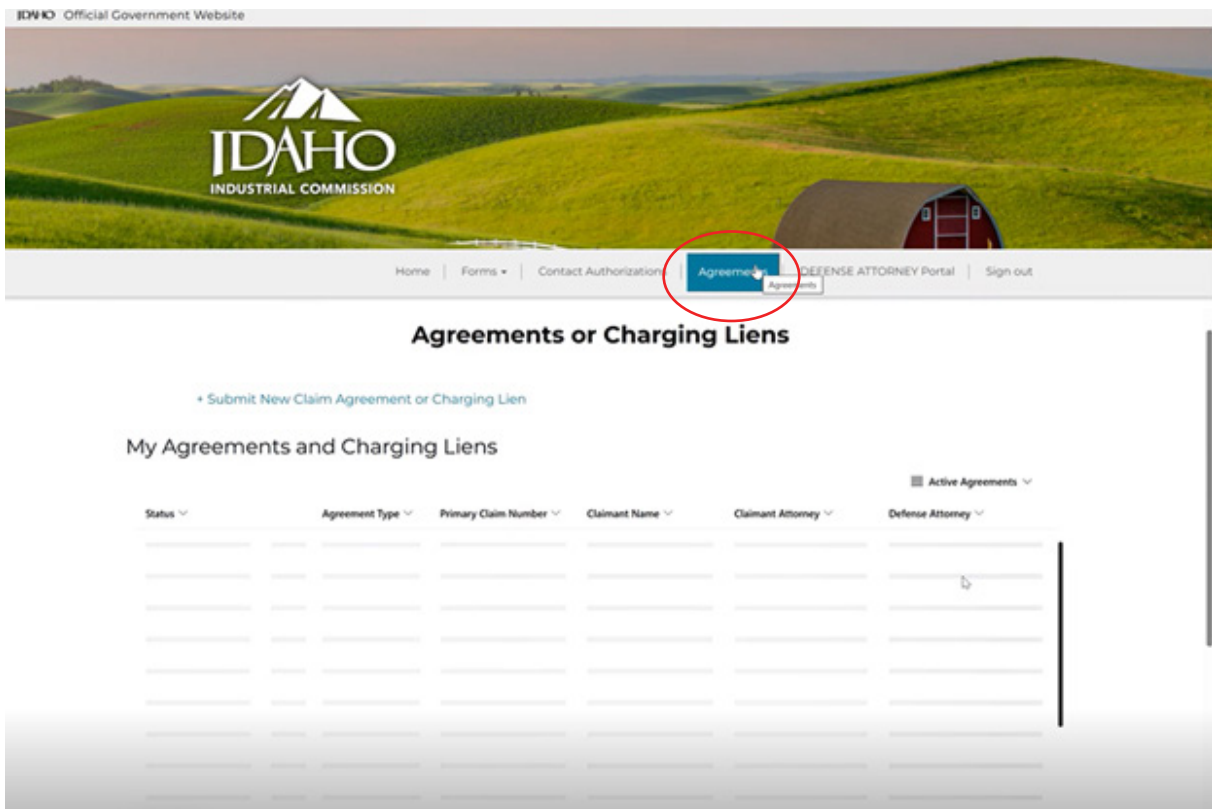 IDAHO Official Government Website
IDAHO
INDUSTRIAL COMMISSION
Home Forms Contact Authorizations Agreements DEFENSE ATTORNEY Portal Sign out
Agreements
Agreements or Charging Liens
+ Submit New Claim Agreement or Charging Lien
My Agreements and Charging Liens
Active Agreements
Status Agreement Type Primary Claim Number Claimant Name Claimant Attorney Defense Attorney